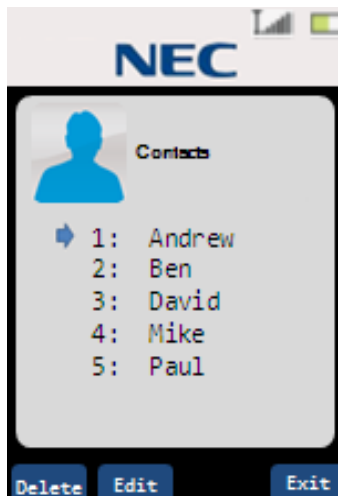 NEC
Contacts
1: Andrew
2: Ben
3: David
4: Mike
5: Paul
Delete Edit Exit